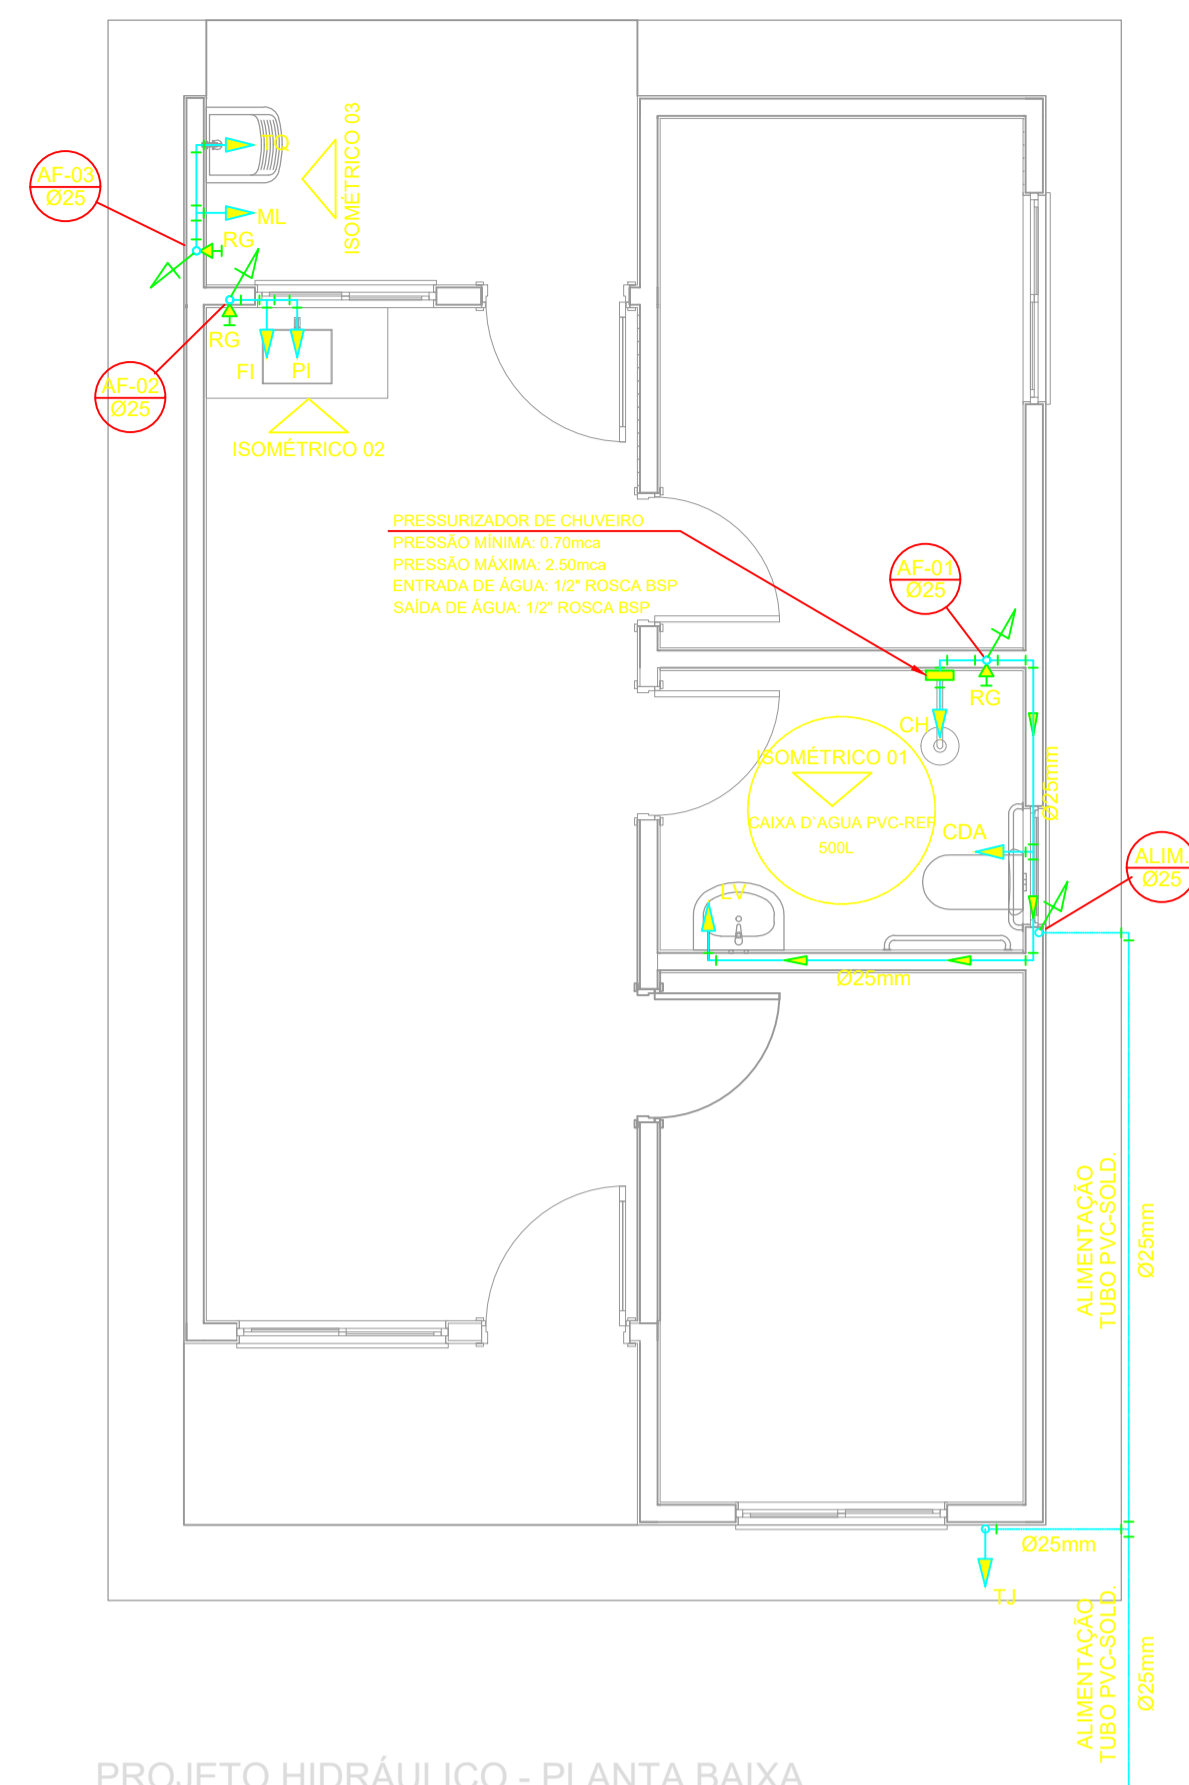 AF-03
Ø25
TQ
ISOMÉTRICO 03
ML
RG
RG
FI
PI
AF-02
Ø25
ISOMÉTRICO 02
PRESSURIZADOR DE CHUVEIRO
PRESSÃO MÍNIMA: 0.70mca
PRESSÃO MÁXIMA: 2.50mca
ENTRADA DE ÁGUA: 1/2" ROSCA BSP
SAÍDA DE ÁGUA: 1/2" ROSCA BSP
AF-01
Ø25
RG
CH
ISOMÉTRICO 01
Ø25mm
CAIXA D`AGUA PVC-REF
500L
CDA
ALIM.
Ø25
LV
Ø25mm
ALIMENTAÇÃO
TUBO PVC-SOLD.
Ø25mm
Ø25mm
TJ
ALIMENTAÇÃO
TUBO PVC-SOLD.
Ø25mm
PROJETO HIDRÁULICO - PLANTA BAIXA